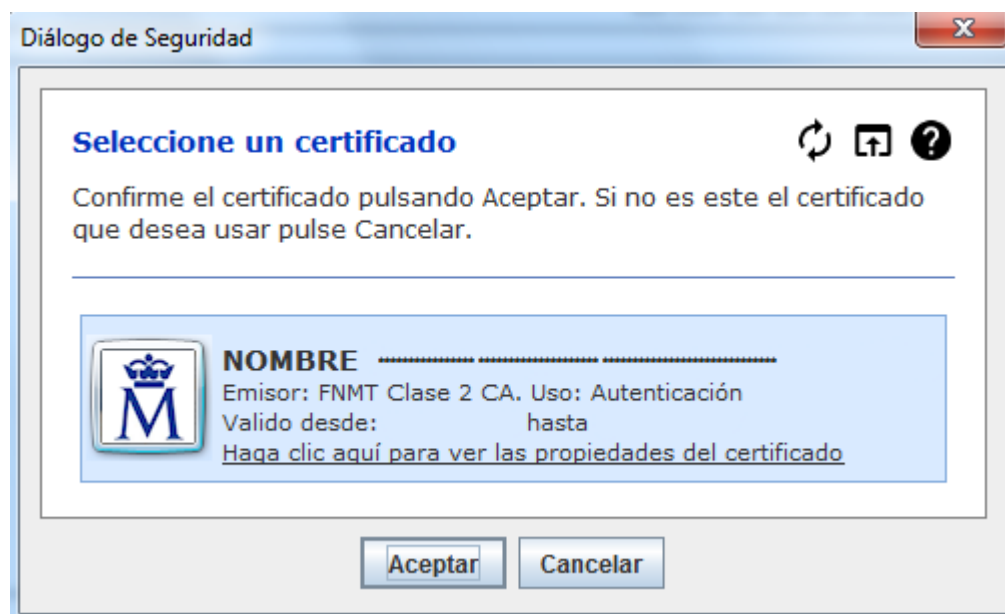 Diálogo de Seguridad
Seleccione un certificado
Confirme el certificado pulsando Aceptar. Si no es este el certificado
que desea usar pulse Cancelar.
M
NOMBRE
Emisor: FNMT Clase 2 CA. Uso: Autenticación
Valido desde: hasta
Haga clic aquí para ver las propiedades del certificado
Aceptar Cancelar